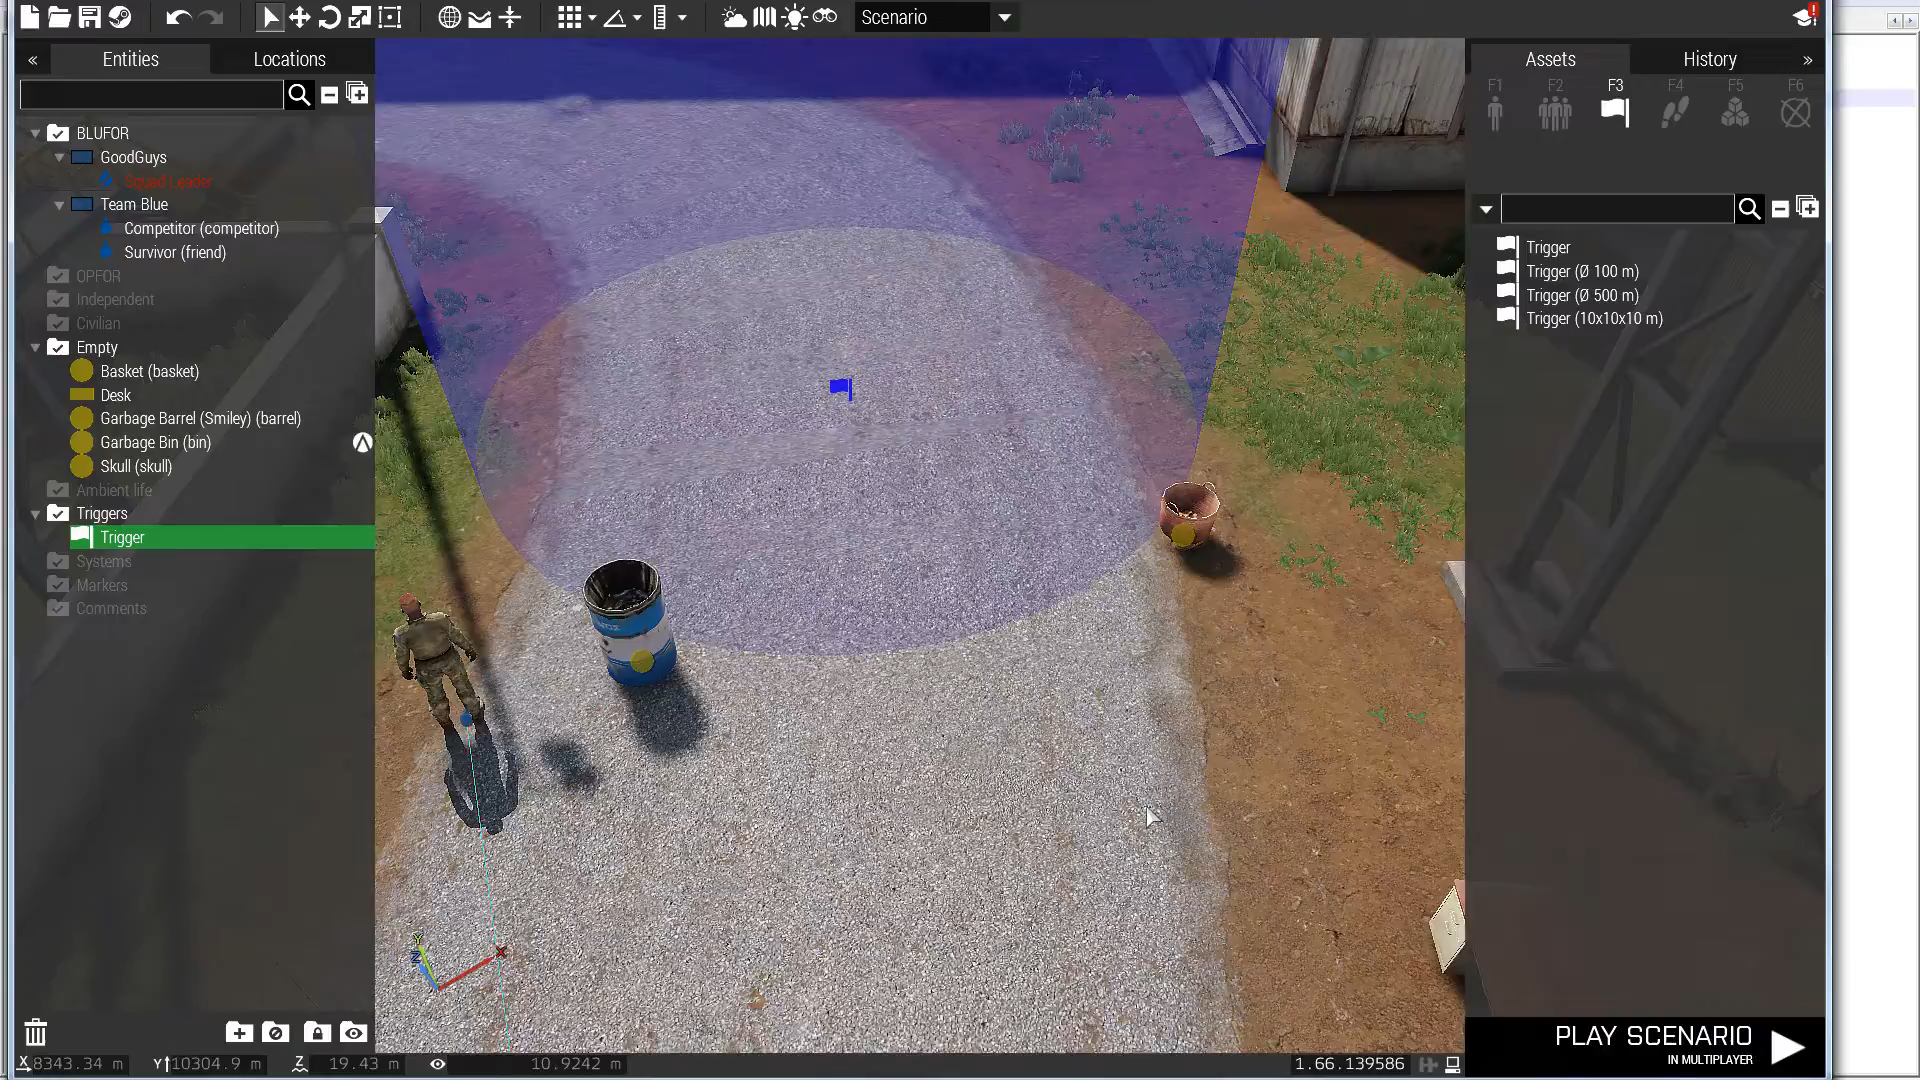 Scenario
Entities
Locations
BLUFOR
GoodGuys
Squad Leader
Team Blue
Competitor (competitor)
Survivor (friend)
OPFOR
Independent
Civilian
Empty
Basket (basket)
Desk
Garbage Barrel (Smiley) (barrel)
Garbage Bin (bin)
Skull (skull)
Ambient life
Triggers
Trigger
Systems
Markers
Comments
Assets
History
F1
F2
F3
F4
F5
F6
Trigger
Trigger (Ø 100 m)
Trigger (Ø 500 m)
Trigger (10x10x10 m)
Y
Z
X
PLAY SCENARIO
IN MULTIPLAYER
X 8343.34 m
Y 10304.9 m
Z 19.43 m
10.9242 m
1.66.139586